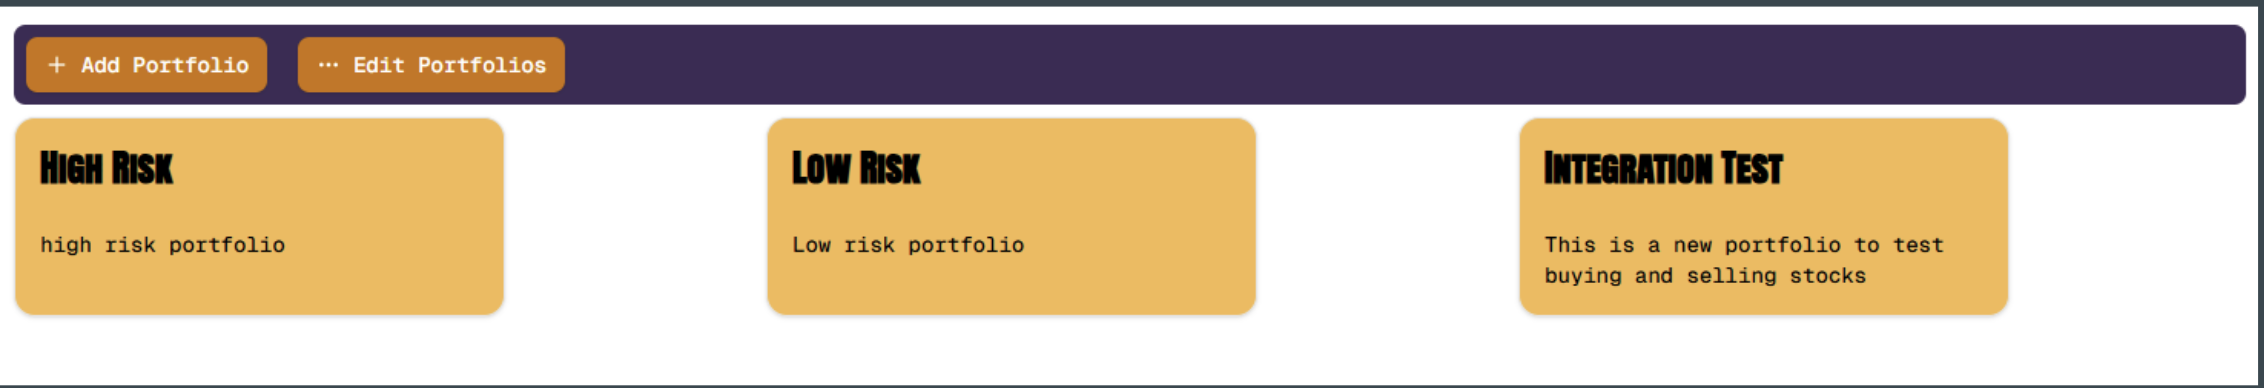 + Add Portfolio
··· Edit Portfolios
High Risk
high risk portfolio
Low Risk
Low risk portfolio
Integration Test
This is a new portfolio to test
buying and selling stocks